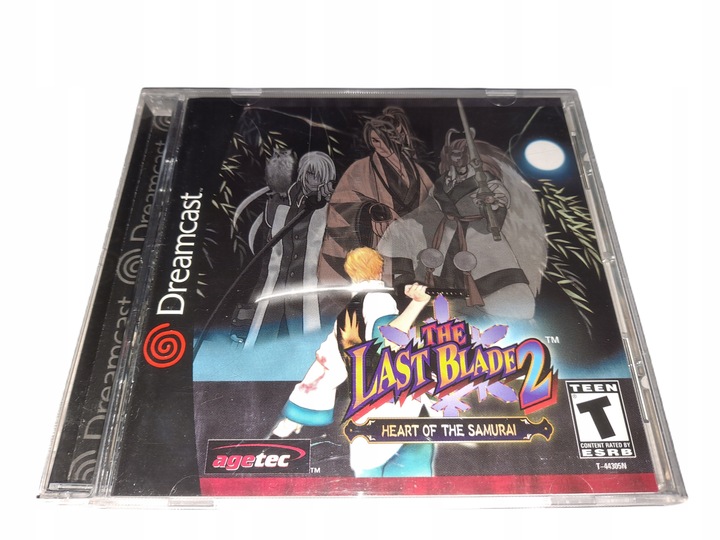 Dreamcast
Dreamcast
Dreamcast
Dreamcast
THE
LAST BLADE 2 TM
HEART OF THE SAMURAI
agetec TM
TEEN
T
CONTENT RATED BY
ESRB
T-44305N